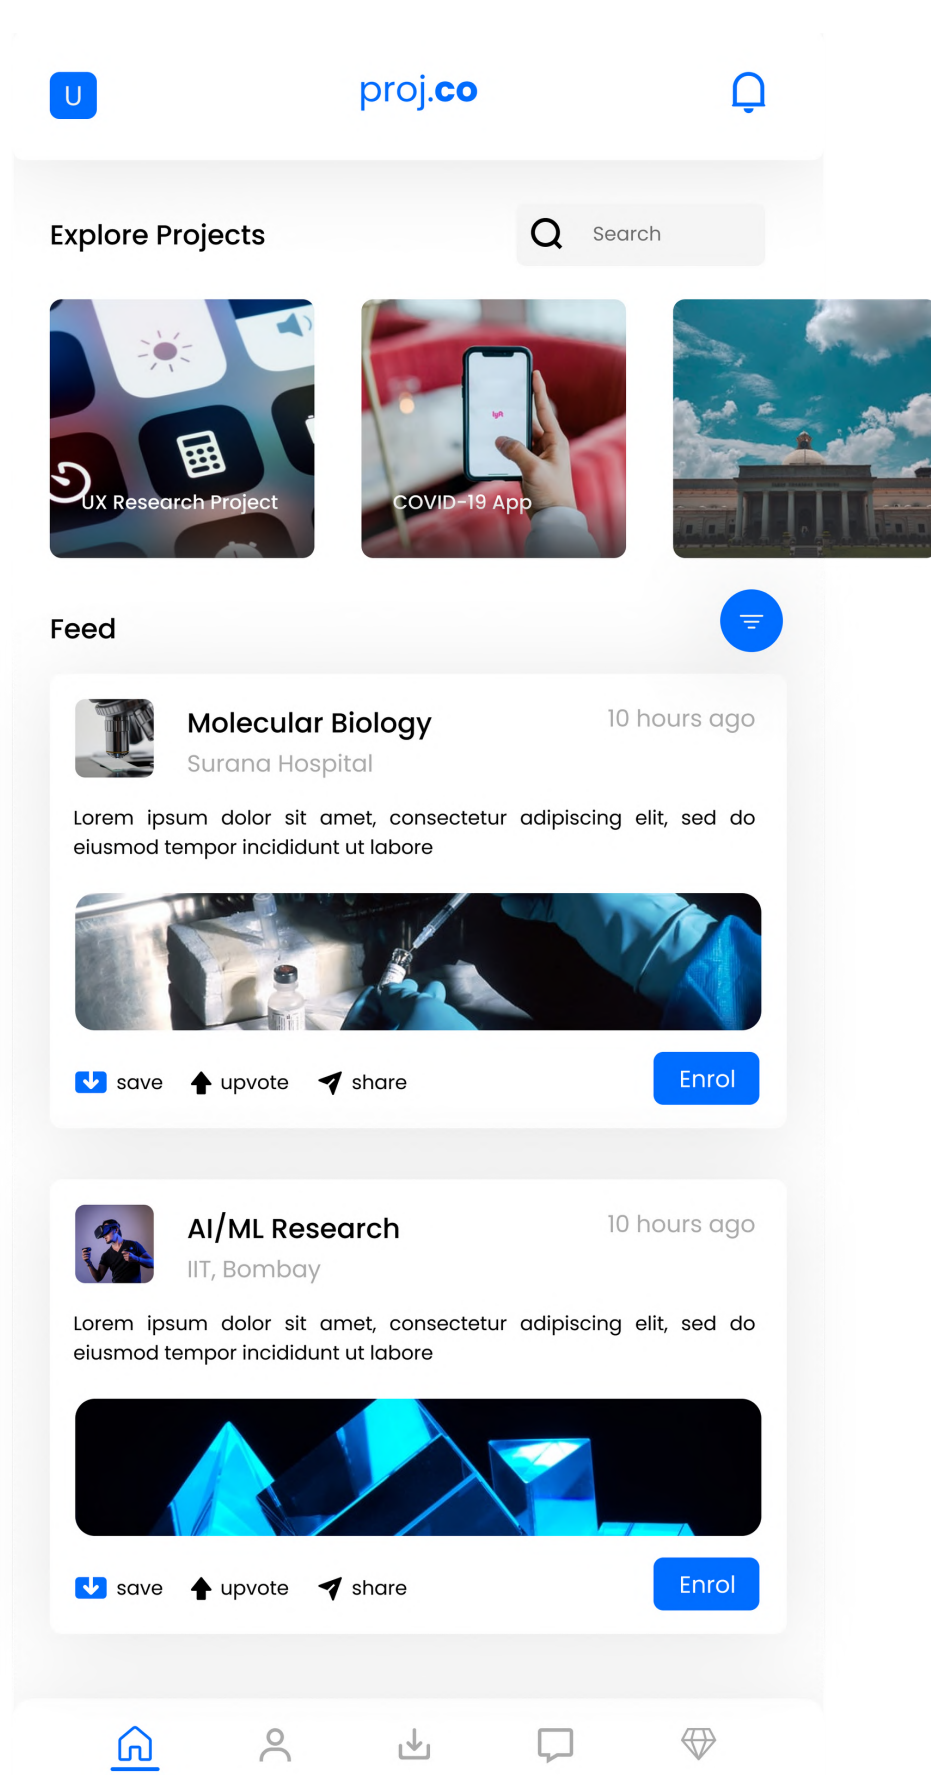 U
proj.co
Explore Projects
Search
lyft
UX Research Project
COVID-19 App
Feed
Molecular Biology
10 hours ago
Surana Hospital
Lorem ipsum dolor sit amet, consectetur adipiscing elit, sed do
eiusmod tempor incididunt ut labore
save
upvote
share
Enrol
AI/ML Research
10 hours ago
IIT, Bombay
Lorem ipsum dolor sit amet, consectetur adipiscing elit, sed do
eiusmod tempor incididunt ut labore
save
upvote
share
Enrol